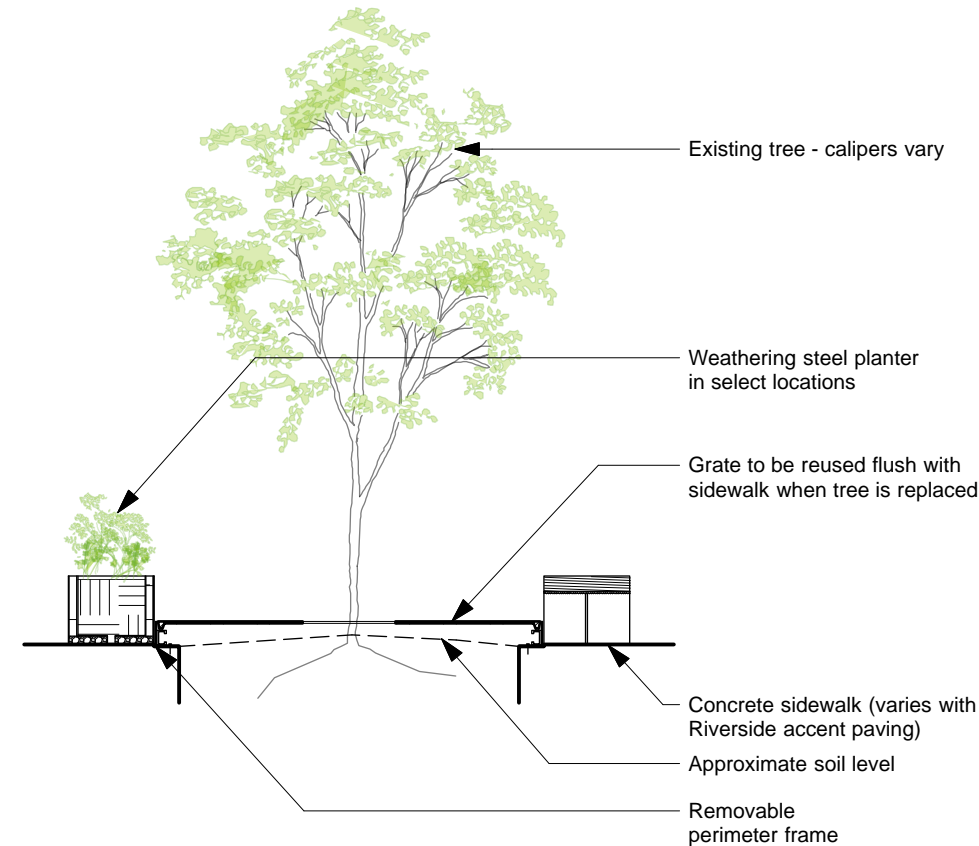 Existing tree - calipers vary
Weathering steel planter
in select locations
Grate to be reused flush with
sidewalk when tree is replaced
Concrete sidewalk (varies with
Riverside accent paving)
Approximate soil level
Removable
perimeter frame